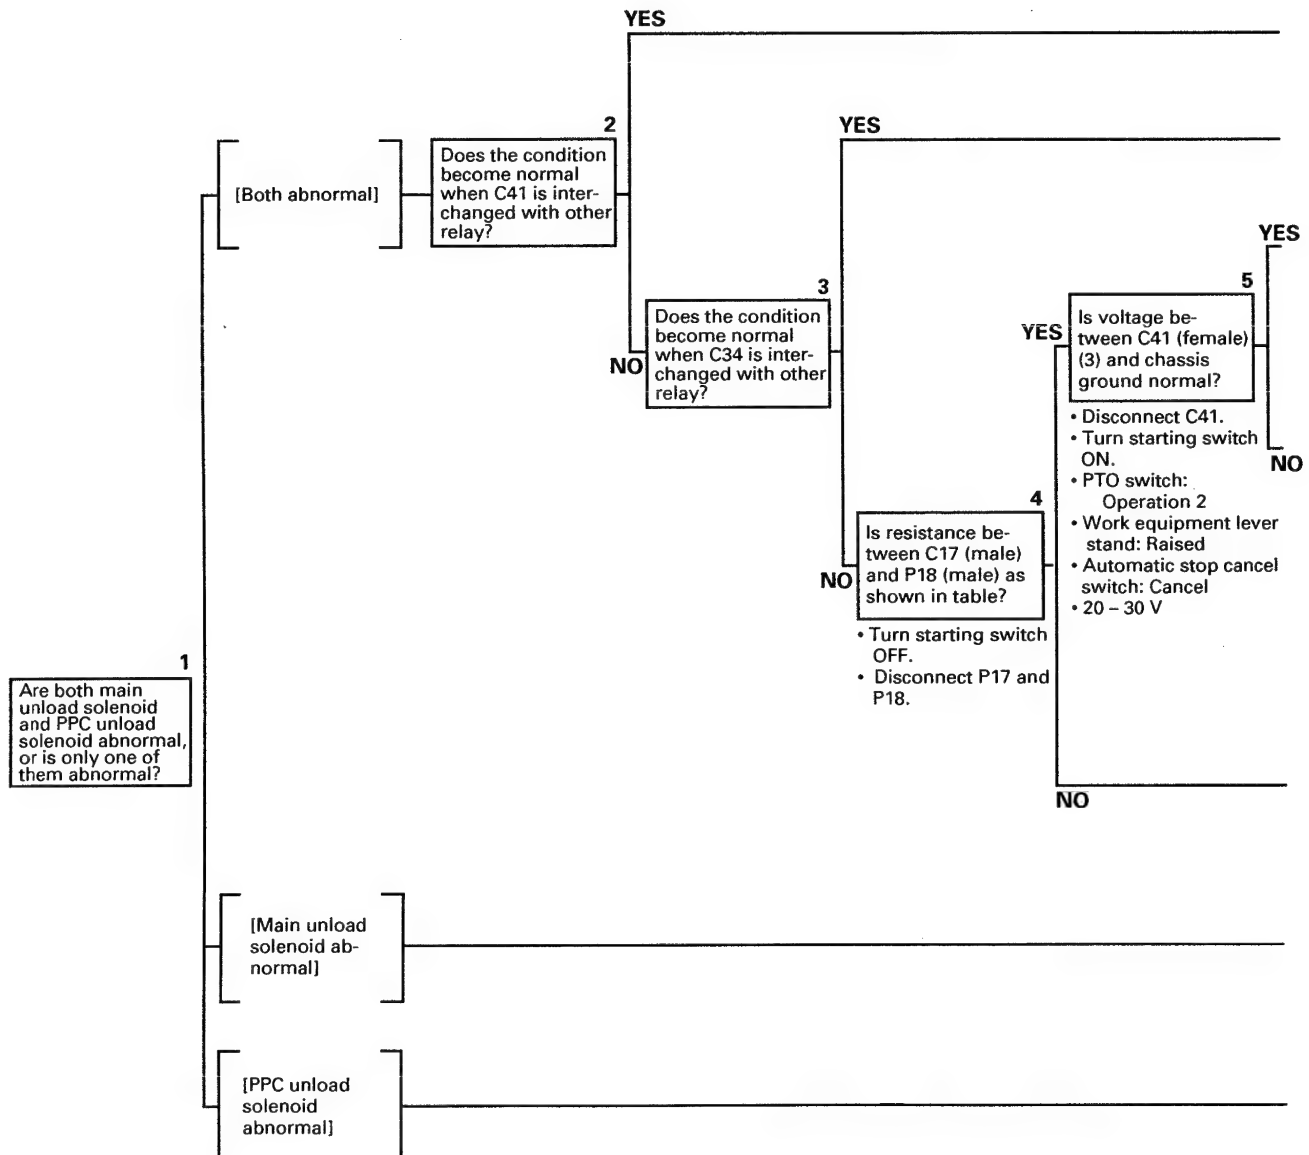 YES
2
Does the condition
become normal
when C41 is inter-
changed with other
relay?
[Both abnormal]
YES
3
Does the condition
become normal
when C34 is inter-
changed with other
relay?
NO
YES
5
Is voltage be-
tween C41 (female)
(3) and chassis
ground normal?
YES
• Disconnect C41.
• Turn starting switch
ON.
• PTO switch:
Operation 2
• Work equipment lever
stand: Raised
• Automatic stop cancel
switch: Cancel
• 20 – 30 V
NO
4
Is resistance be-
tween C17 (male)
and P18 (male) as
shown in table?
NO
• Turn starting switch
OFF.
• Disconnect P17 and
P18.
NO
1
Are both main
unload solenoid
and PPC unload
solenoid abnormal,
or is only one of
them abnormal?
[Main unload
solenoid ab-
normal]
[PPC unload
solenoid
abnormal]